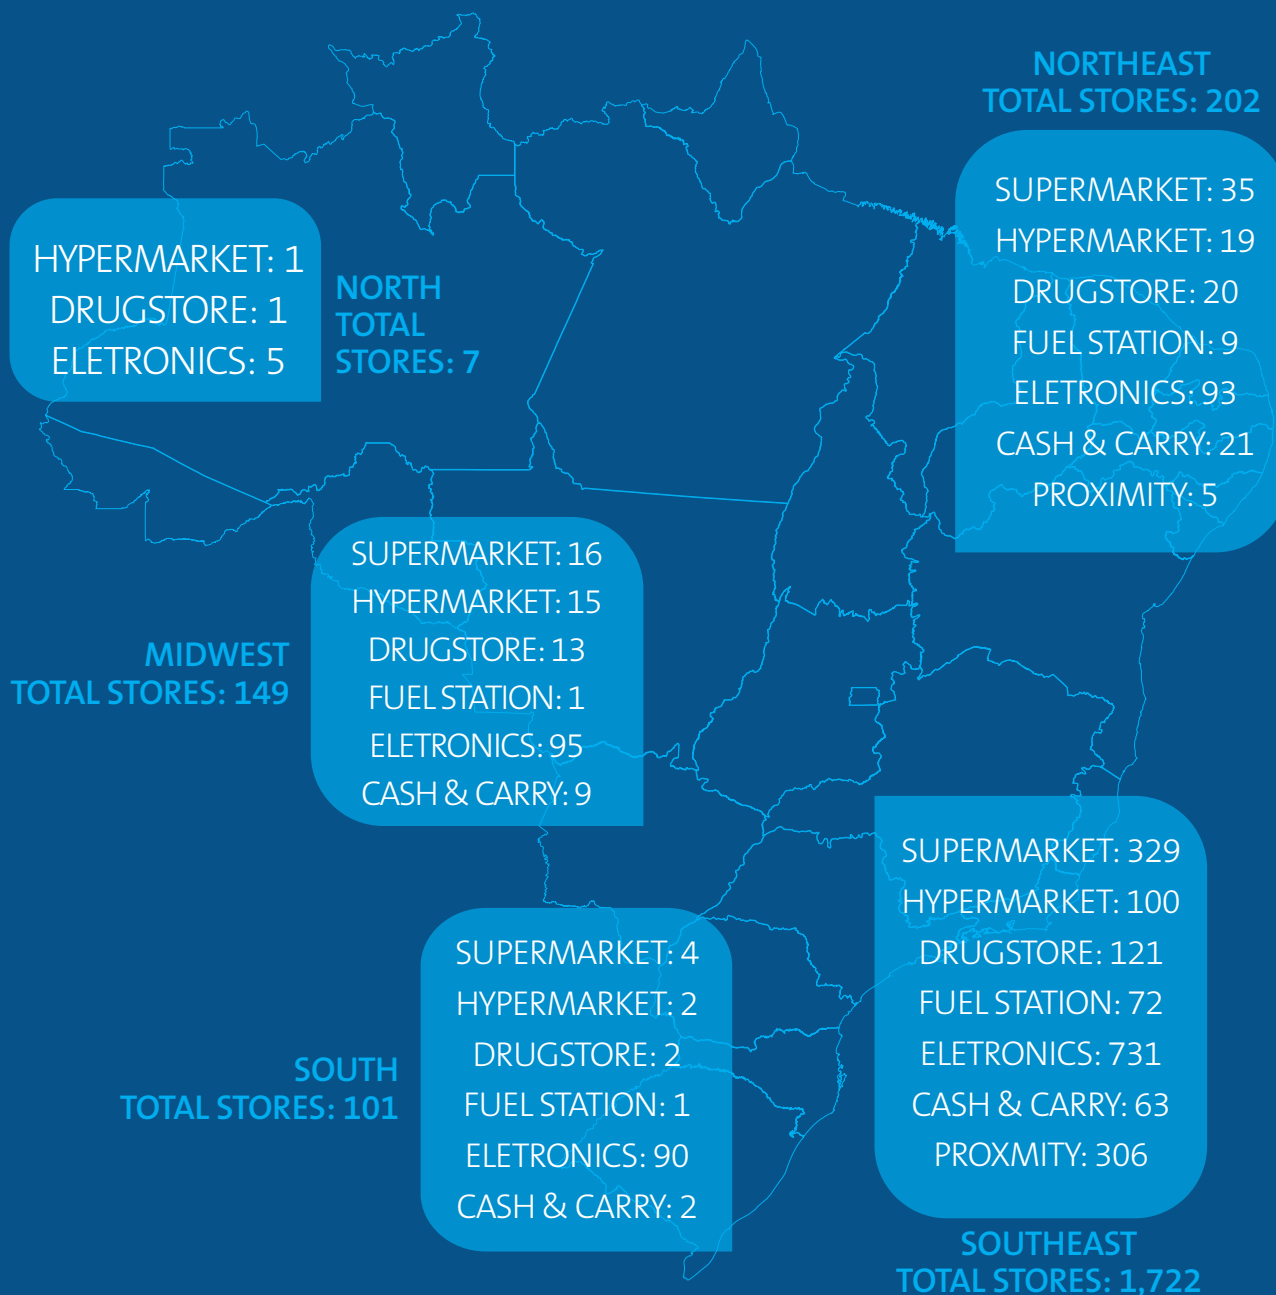 NORTHEAST
TOTAL STORES: 202
SUPERMARKET: 35
HYPERMARKET: 19
DRUGSTORE: 20
FUEL STATION: 9
ELETRONICS: 93
CASH & CARRY: 21
PROXIMITY: 5
HYPERMARKET: 1
DRUGSTORE: 1
ELETRONICS: 5
NORTH
TOTAL
STORES: 7
MIDWEST
TOTAL STORES: 149
SUPERMARKET: 16
HYPERMARKET: 15
DRUGSTORE: 13
FUEL STATION: 1
ELETRONICS: 95
CASH & CARRY: 9
SOUTH
TOTAL STORES: 101
SUPERMARKET: 4
HYPERMARKET: 2
DRUGSTORE: 2
FUEL STATION: 1
ELETRONICS: 90
CASH & CARRY: 2
SUPERMARKET: 329
HYPERMARKET: 100
DRUGSTORE: 121
FUEL STATION: 72
ELETRONICS: 731
CASH & CARRY: 63
PROXMITY: 306
SOUTHEAST
TOTAL STORES: 1,722